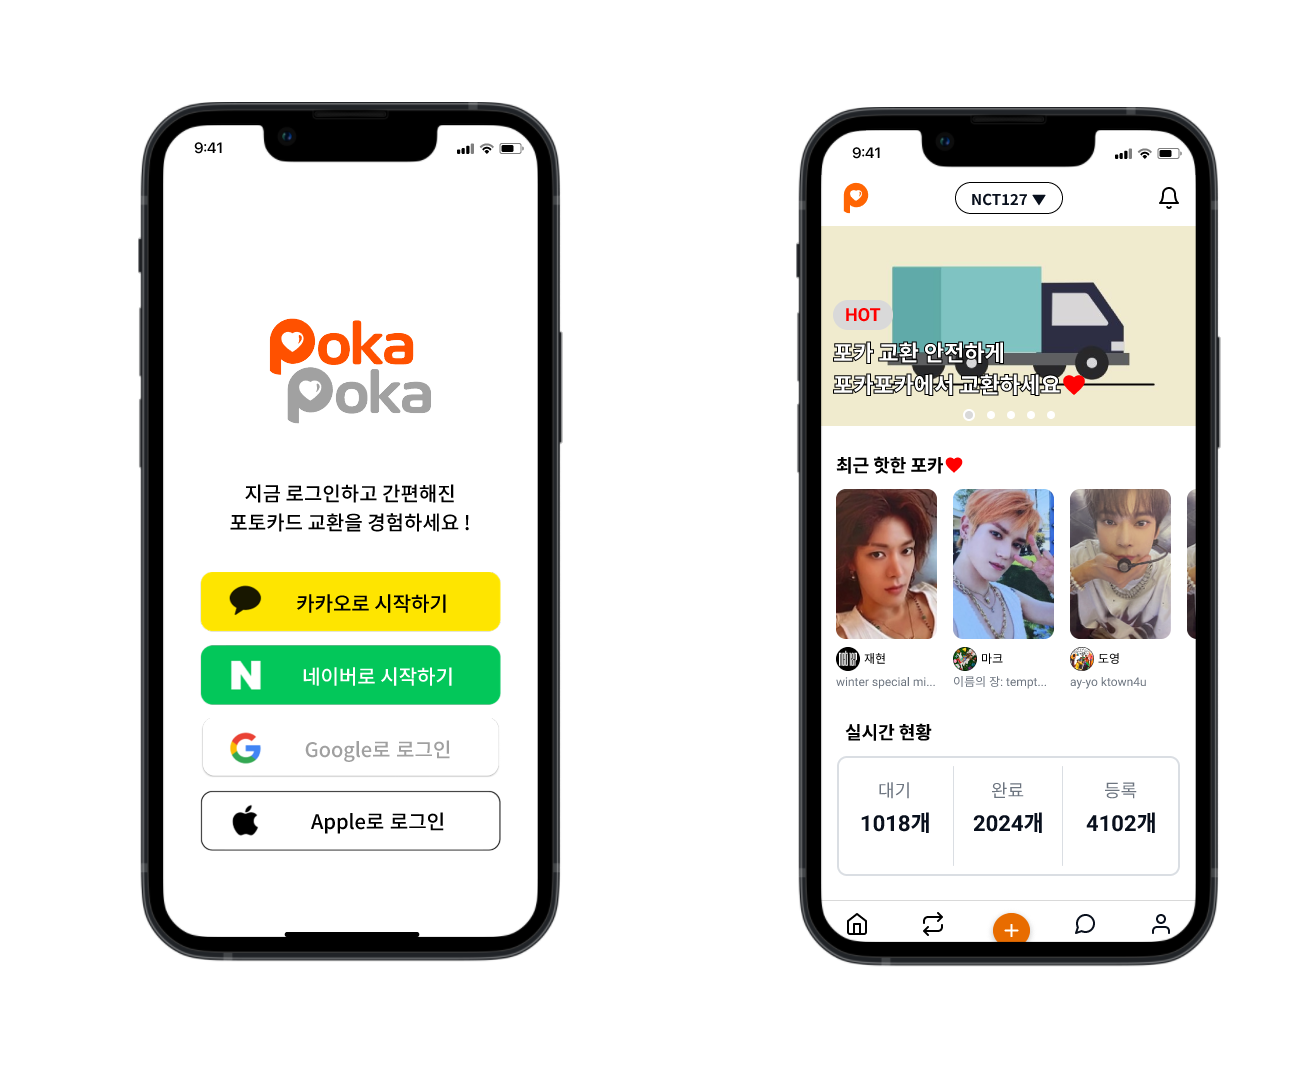 9:41
Poka
Poka
지금 로그인하고 간편해진
포토카드 교환을 경험하세요 !
카카오로 시작하기
네이버로 시작하기
Google로 로그인
Apple로 로그인
9:41
NCT127 ▼
HOT
포카 교환 안전하게
포카포카에서 교환하세요❤
최근 핫한 포카❤
재현
마크
도영
winter special mi...
이름의 장: tempt...
ay-yo ktown4u
실시간 현황
대기
완료
등록
1018개
2024개
4102개